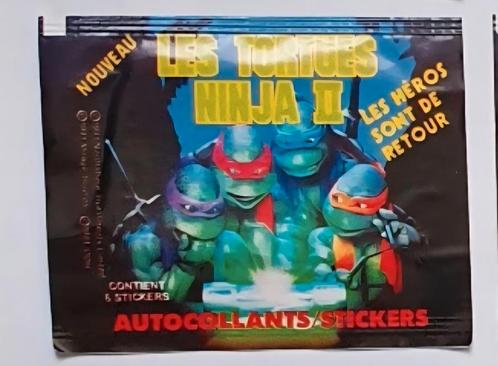 NOUVEAU
LES TORTUES
NINJA II
LES HÉROS
SONT DE
RETOUR
CONTIENT
6 STICKERS
AUTOCOLLANTS/STICKERS